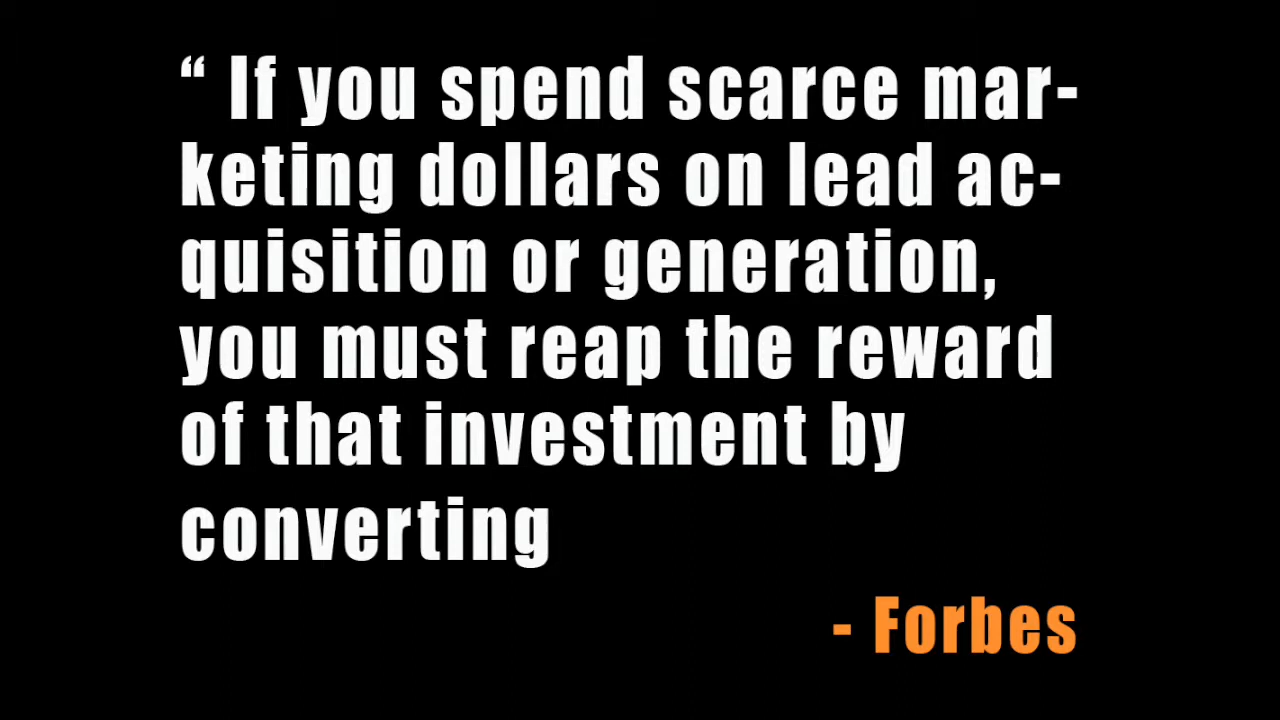 “ If you spend scarce mar-
keting dollars on lead ac-
quisition or generation,
you must reap the reward
of that investment by
converting
- Forbes